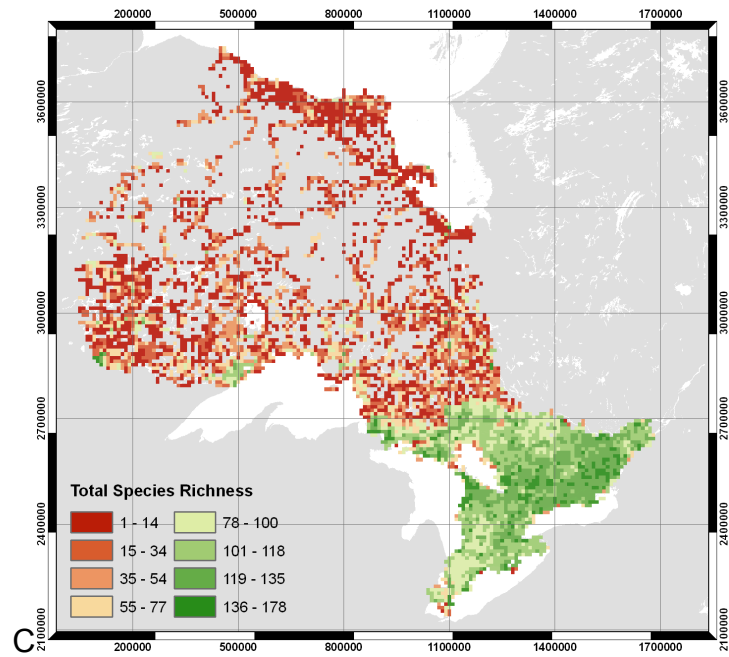 200000 500000 800000 1100000 1400000 1700000
3600000 3600000
3300000 3300000
3000000 3000000
2700000 2700000
Total Species Richness
1 - 14 78 - 100
15 - 34 101 - 118
35 - 54 119 - 135
55 - 77 136 - 178
2400000 2400000
2100000 2100000
C
200000 500000 800000 1100000 1400000 1700000